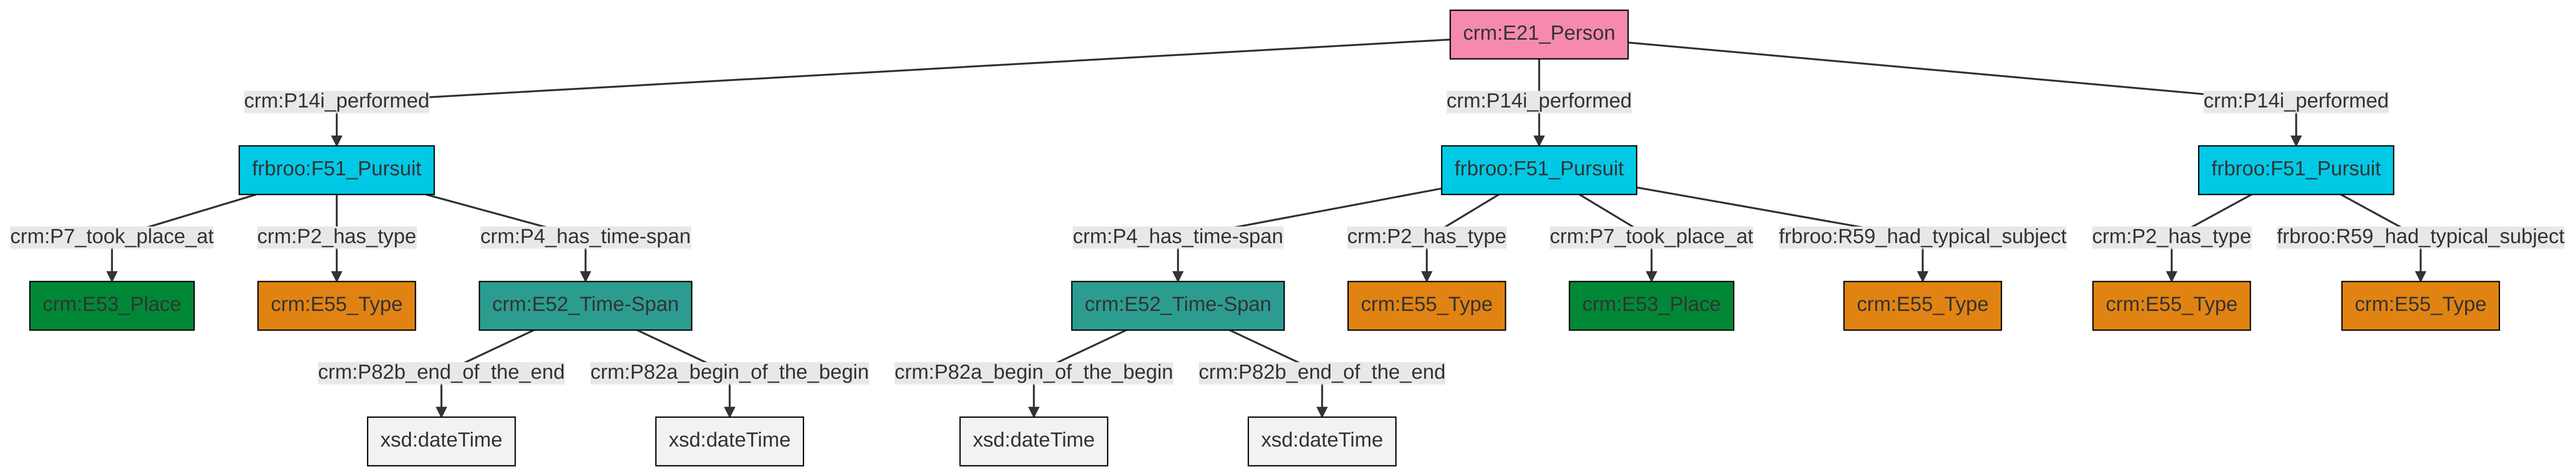 crm:E21_Person
crm:P14i_performed
crm:P14i_performed
crm:P14i_performed
frbroo:F51_Pursuit
frbroo:F51_Pursuit
frbroo:F51_Pursuit
crm:P7_took_place_at
crm:P2_has_type
crm:P4_has_time-span
crm:P4_has_time-span
crm:P2_has_type
crm:P7_took_place_at
frbroo:R59_had_typical_subject
crm:P2_has_type
frbroo:R59_had_typical_subject
crm:E53_Place
crm:E55_Type
crm:E52_Time-Span
crm:E52_Time-Span
crm:E55_Type
crm:E53_Place
crm:E55_Type
crm:E55_Type
crm:E55_Type
crm:P82b_end_of_the_end
crm:P82a_begin_of_the_begin
crm:P82a_begin_of_the_begin
crm:P82b_end_of_the_end
xsd:dateTime
xsd:dateTime
xsd:dateTime
xsd:dateTime